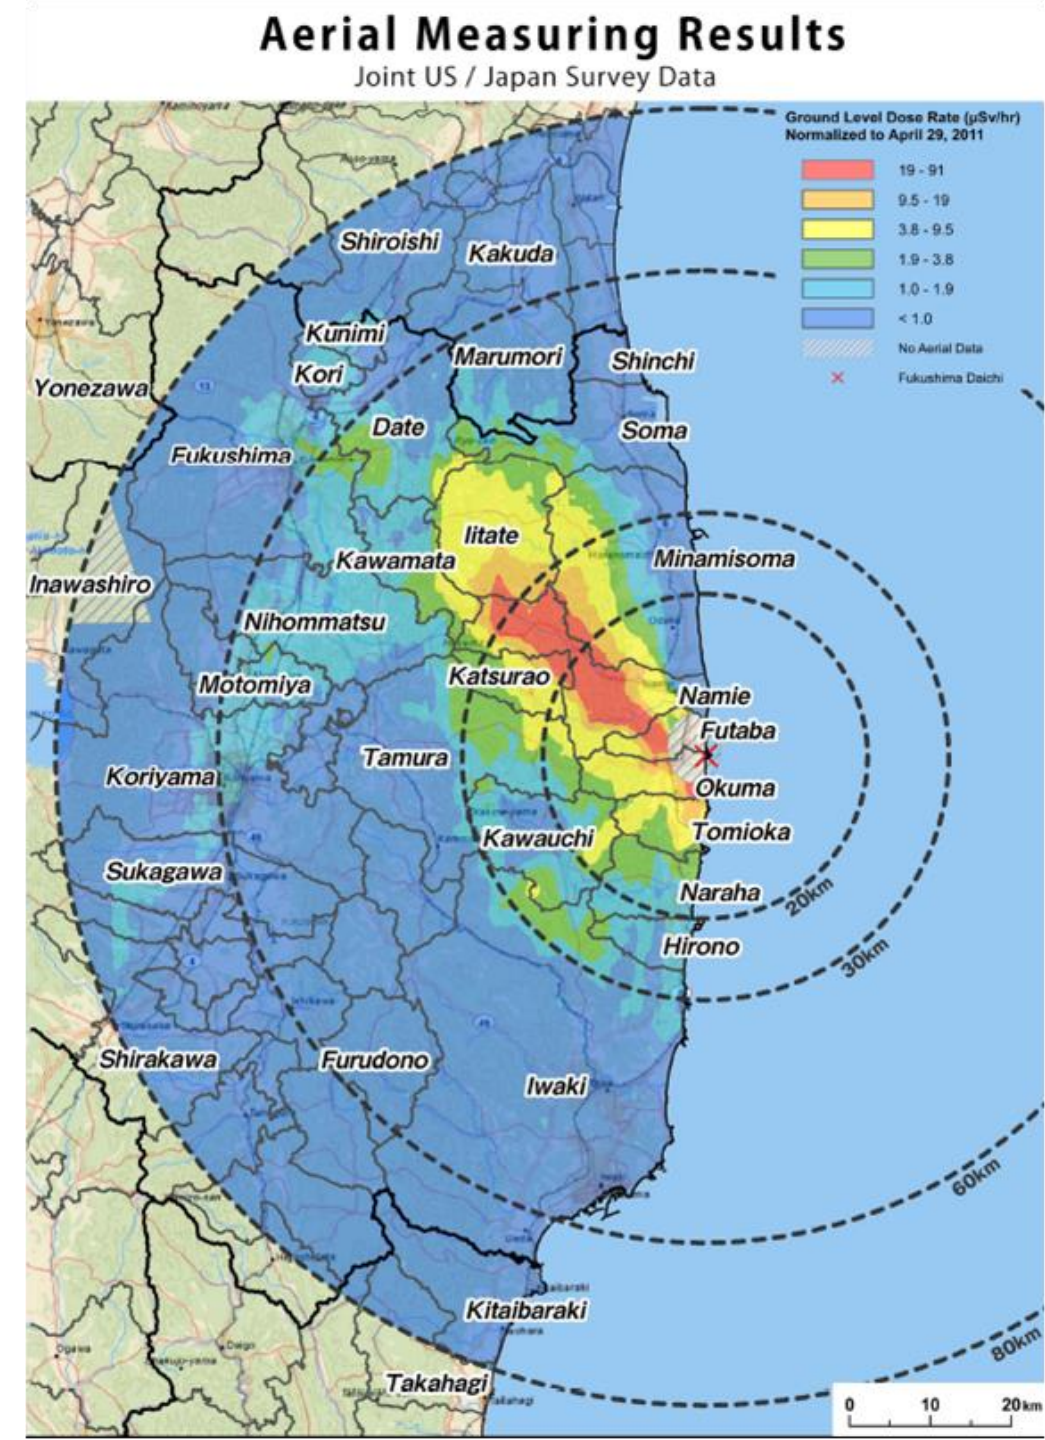 Aerial Measuring Results
Joint US / Japan Survey Data
Ground Level Dose Rate (µSv/hr)
Normalized to April 29, 2011
19 - 91
9.5 - 19
3.8 - 9.5
1.9 - 3.8
1.0 - 1.9
< 1.0
No Aerial Data
Fukushima Daichi
Shiroishi
Kakuda
Kunimi
Marumori
Shinchi
Kori
Yonezawa
Date
Soma
Fukushima
Iitate
Kawamata
Minamisoma
Inawashiro
Nihommatsu
Katsurao
Motomiya
Namie
Futaba
Tamura
Koriyama
Okuma
Kawauchi
Tomioka
Sukagawa
Naraha
20km
Hirono
30km
Shirakawa
Furudono
Iwaki
60km
Kitaibaraki
80km
Takahagi
0 10 20 km